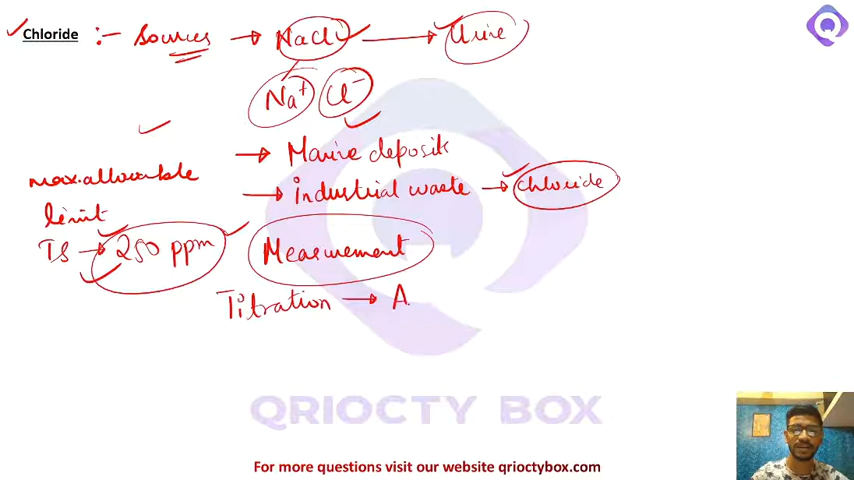 Chloride :- Sources → NaCl → Urine
Na+ Cl-
→ Marine deposits
max. allowable
→ industrial waste → chloride
limit
IS → 250 ppm
Measurement
Titration → A
QRIOCTY BOX
For more questions visit our website qrioctybox.com